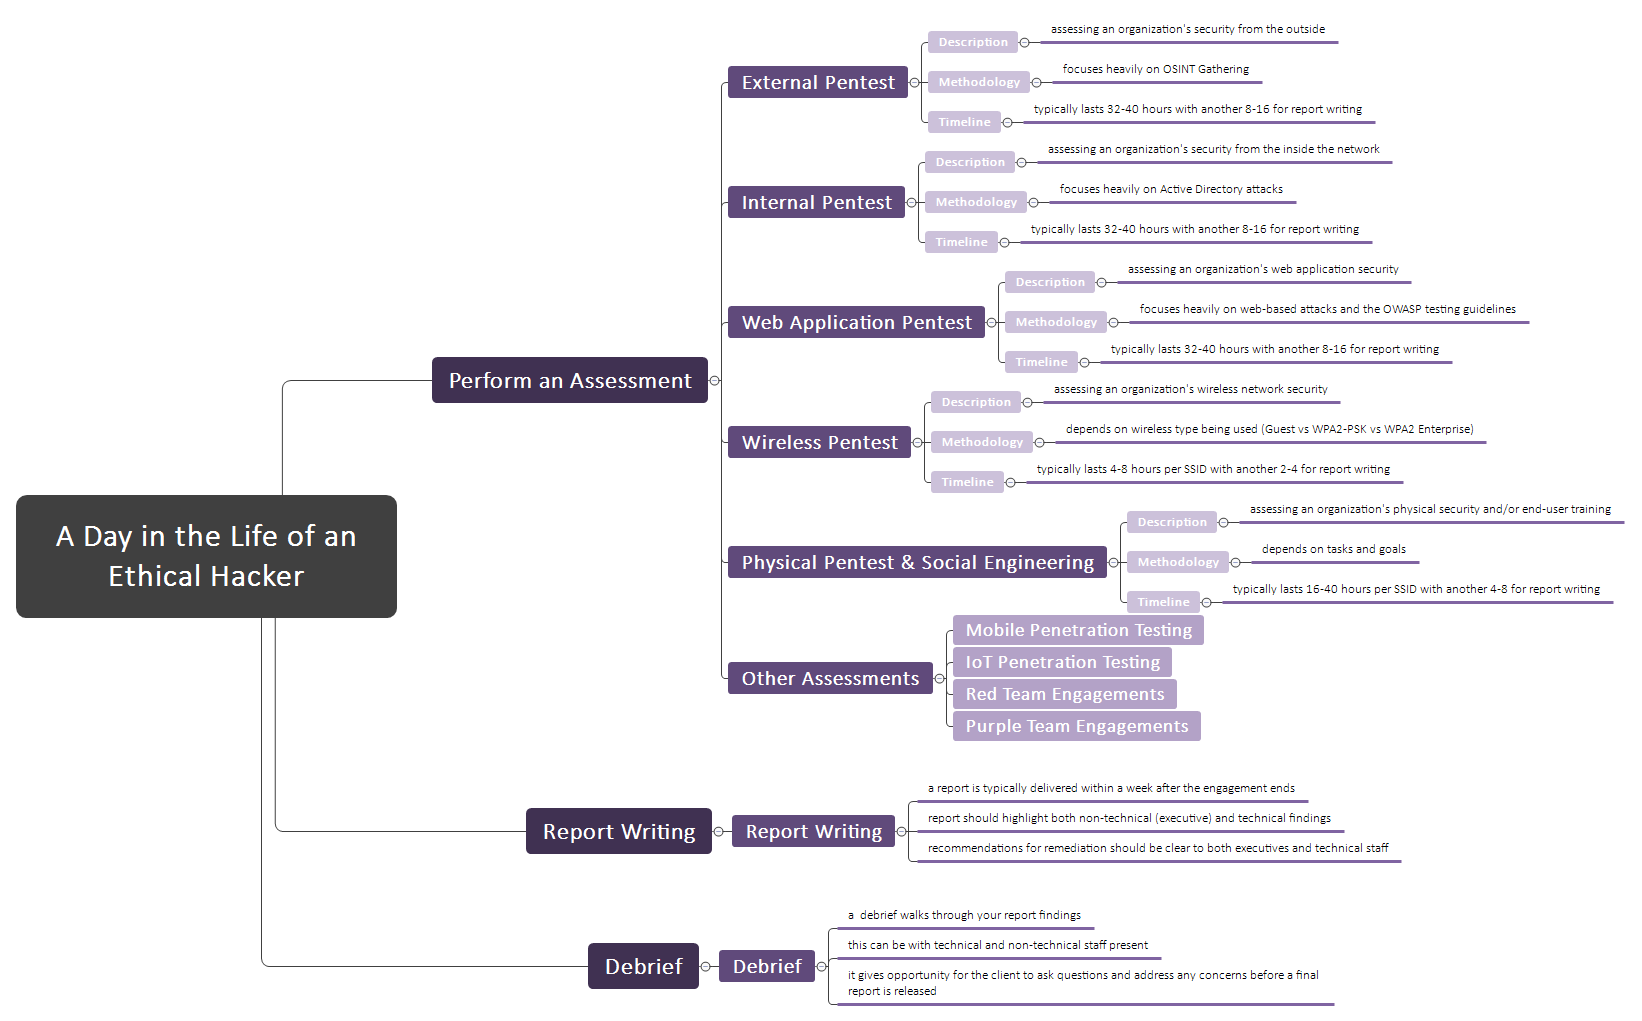 A Day in the Life of an
Ethical Hacker
Perform an Assessment
External Pentest
Description
assessing an organization's security from the outside
Methodology
focuses heavily on OSINT Gathering
Timeline
typically lasts 32-40 hours with another 8-16 for report writing
Internal Pentest
Description
assessing an organization's security from the inside the network
Methodology
focuses heavily on Active Directory attacks
Timeline
typically lasts 32-40 hours with another 8-16 for report writing
Web Application Pentest
Description
assessing an organization's web application security
Methodology
focuses heavily on web-based attacks and the OWASP testing guidelines
Timeline
typically lasts 32-40 hours with another 8-16 for report writing
Wireless Pentest
Description
assessing an organization's wireless network security
Methodology
depends on wireless type being used (Guest vs WPA2-PSK vs WPA2 Enterprise)
Timeline
typically lasts 4-8 hours per SSID with another 2-4 for report writing
Physical Pentest & Social Engineering
Description
assessing an organization's physical security and/or end-user training
Methodology
depends on tasks and goals
Timeline
typically lasts 16-40 hours per SSID with another 4-8 for report writing
Other Assessments
Mobile Penetration Testing
IoT Penetration Testing
Red Team Engagements
Purple Team Engagements
Report Writing
Report Writing
a report is typically delivered within a week after the engagement ends
report should highlight both non-technical (executive) and technical findings
recommendations for remediation should be clear to both executives and technical staff
Debrief
Debrief
a  debrief walks through your report findings
this can be with technical and non-technical staff present
it gives opportunity for the client to ask questions and address any concerns before a final
report is released